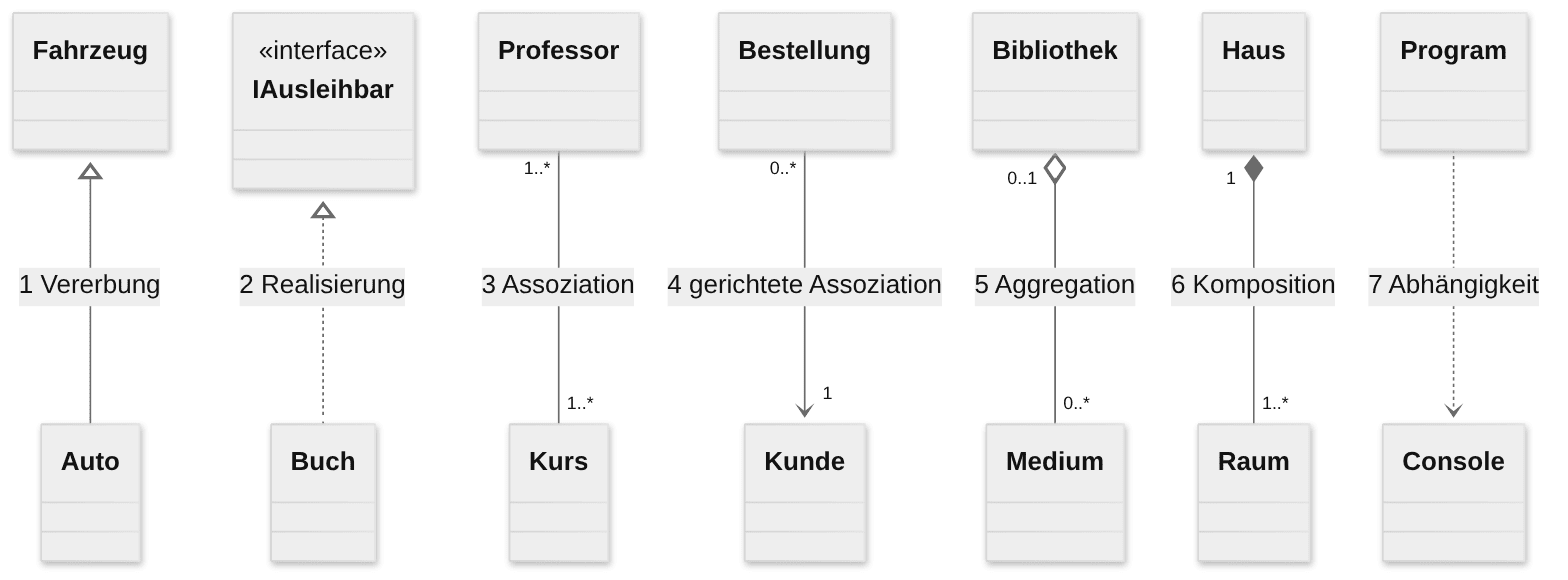 Fahrzeug
«interface»
IAusleihbar
Professor
Bestellung
Bibliothek
Haus
Program
1..*
0..*
0..1
1
1 Vererbung
2 Realisierung
3 Assoziation
4 gerichtete Assoziation
5 Aggregation
6 Komposition
7 Abhängigkeit
1..*
1
0..*
1..*
Auto
Buch
Kurs
Kunde
Medium
Raum
Console